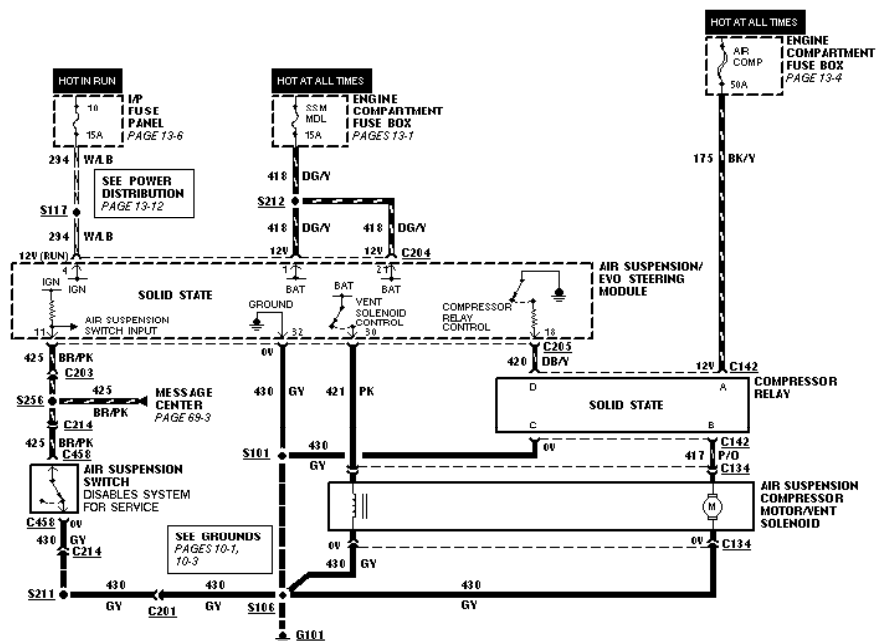 HOT AT ALL TIMES
AIR COMP
50A
ENGINE
COMPARTMENT
FUSE BOX
PAGE 13-4
HOT IN RUN
10
15A
I/P
FUSE
PANEL
PAGE 13-6
HOT AT ALL TIMES
SSM
MDL
15A
ENGINE
COMPARTMENT
FUSE BOX
PAGES 13-1
294 W/LB
SEE POWER
DISTRIBUTION
PAGE 13-12
S117
294 W/LB
418 DG/Y
S212
418 DG/Y
418 DG/Y
175 BK/Y
12V (RUN)
12V
12V
C204
4
1
21
IGN
IGN
BAT
BAT
SOLID STATE
AIR SUSPENSION
SWITCH INPUT
GROUND
BAT
VENT
SOLENOID
CONTROL
COMPRESSOR
RELAY
CONTROL
AIR SUSPENSION/
EVO STEERING
MODULE
11
32
30
18
0V
C205
425 BR/PK
C203
430 GY
421 PK
420 DB/Y
12V
C142
S256
425
BR/PK
MESSAGE
CENTER
PAGE 69-3
C214
D
A
SOLID STATE
C
B
COMPRESSOR
RELAY
425 BR/PK
C458
S101
430
GY
0V
C142
417 P/O
C134
AIR SUSPENSION
SWITCH
DISABLES SYSTEM
FOR SERVICE
M
AIR SUSPENSION
COMPRESSOR
MOTOR/VENT
SOLENOID
C458 0V
430 GY
C214
SEE GROUNDS
PAGES 10-1,
10-3
0V
0V
C134
430 GY
S211
430
GY
C201
430
GY
S106
430
GY
G101